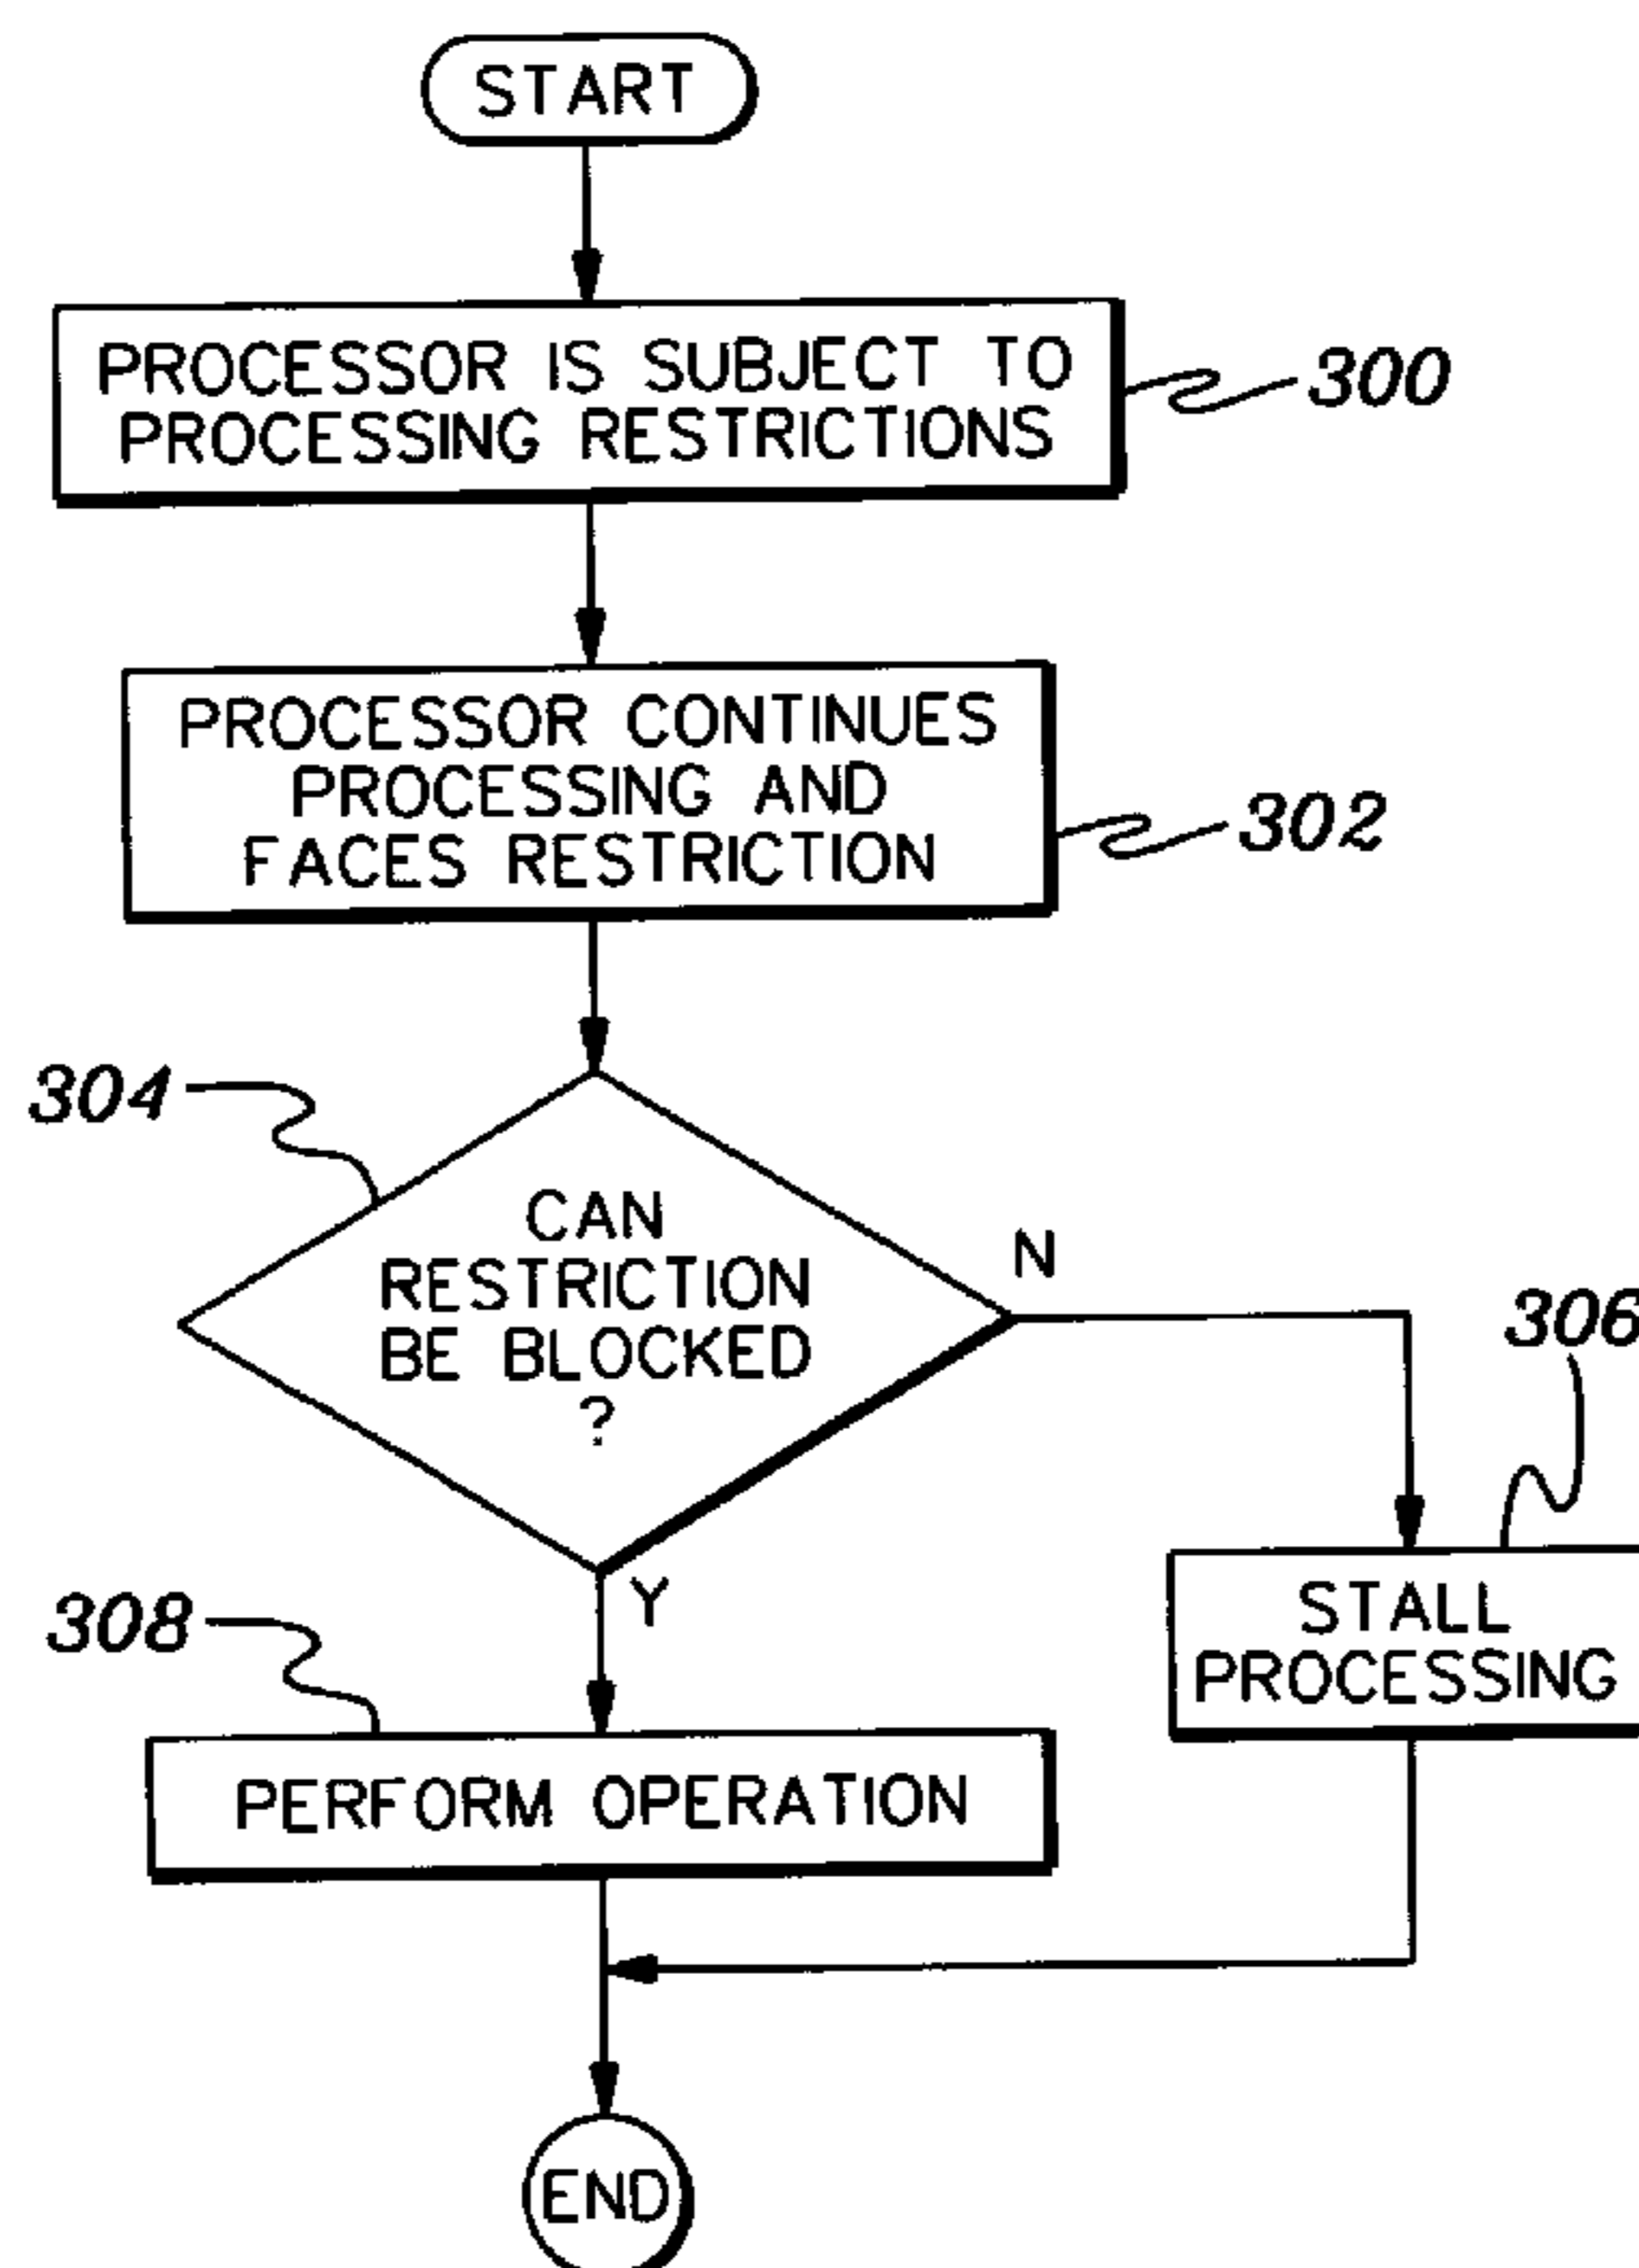 START
PROCESSOR IS SUBJECT TO
PROCESSING RESTRICTIONS
300
PROCESSOR CONTINUES
PROCESSING AND
FACES RESTRICTION
302
304
CAN
RESTRICTION
BE BLOCKED
?
N
306
Y
STALL
PROCESSING
308
PERFORM OPERATION
END